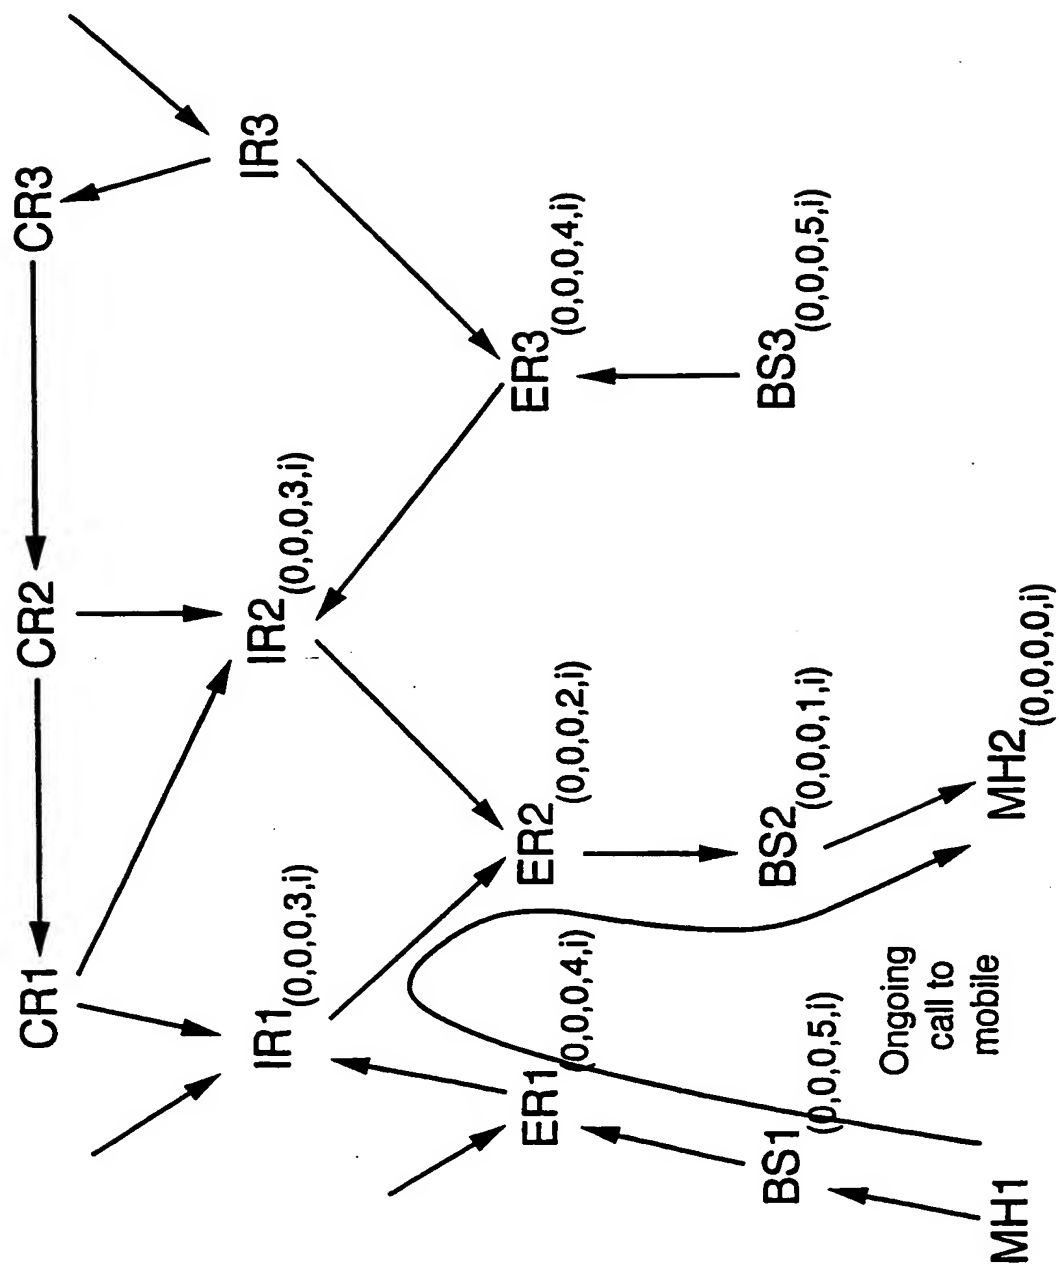 CR1
CR2
CR3
IR1(0,0,0,3,i)
IR2(0,0,0,3,i)
IR3
ER1(0,0,0,4,i)
ER2(0,0,0,2,i)
ER3(0,0,0,4,i)
BS1(0,0,0,5,i)
Ongoing
call to
mobile
BS2(0,0,0,1,i)
BS3(0,0,0,5,i)
MH1
MH2(0,0,0,0,i)